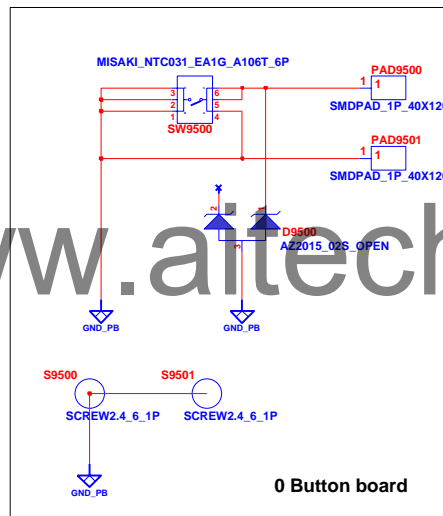 MISAKI_NTC031_EA1G_A106T_6P
PAD9500
3 6 1 1
2 5
1 4
SW9500
SMDPAD_1P_40X120
PAD9501
1 1
SMDPAD_1P_40X120
2 1
D9500
3
AZ2015_02S_OPEN
www.aitech
GND_PB GND_PB
S9500 S9501
SCREW2.4_6_1P SCREW2.4_6_1P
GND_PB
0 Button board